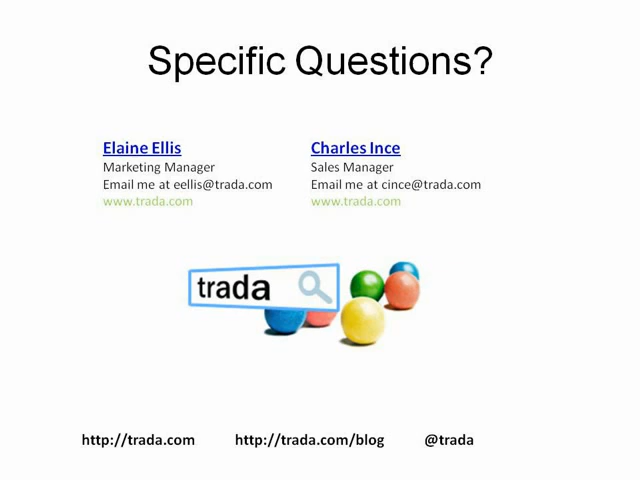 Specific Questions?
Elaine Ellis
Marketing Manager
Email me at eellis@trada.com
www.trada.com
Charles Ince
Sales Manager
Email me at cince@trada.com
www.trada.com
trada
http://trada.com
http://trada.com/blog
@trada